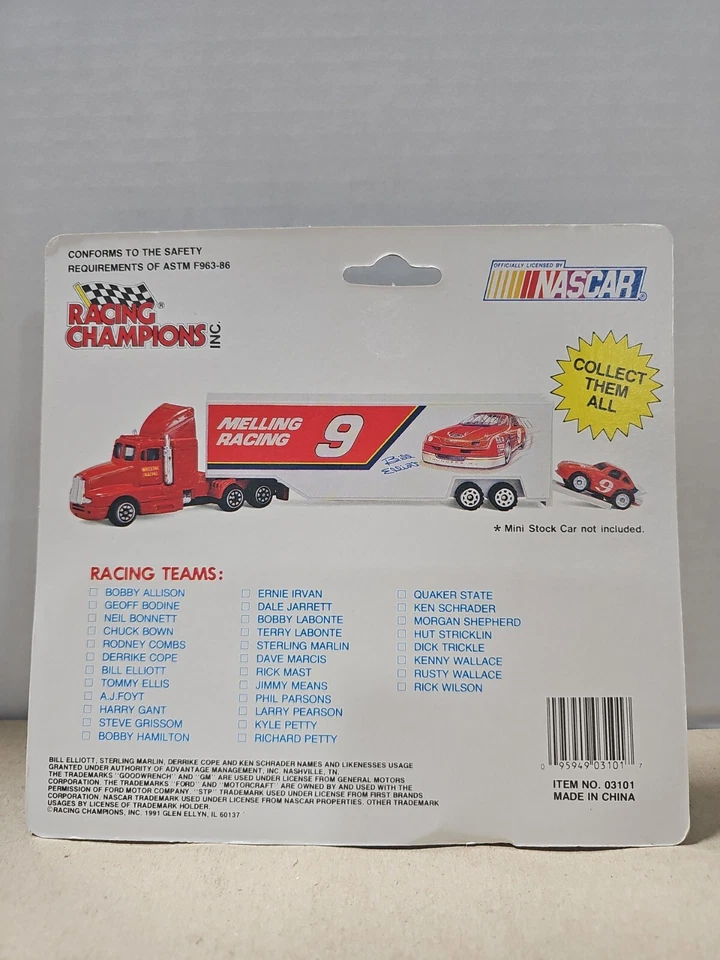 CONFORMS TO THE SAFETY
REQUIREMENTS OF ASTM F963-86
RACING
CHAMPIONS INC.
®
OFFICIALLY LICENSED BY
NASCAR®
COLLECT
THEM
ALL
MELLING
RACING
9
Bill
Elliott
MELLING
RACING
9
* Mini Stock Car not included.
RACING TEAMS:
BOBBY ALLISON
GEOFF BODINE
NEIL BONNETT
CHUCK BOWN
RODNEY COMBS
DERRIKE COPE
BILL ELLIOTT
TOMMY ELLIS
A.J.FOYT
HARRY GANT
STEVE GRISSOM
BOBBY HAMILTON
ERNIE IRVAN
DALE JARRETT
BOBBY LABONTE
TERRY LABONTE
STERLING MARLIN
DAVE MARCIS
RICK MAST
JIMMY MEANS
PHIL PARSONS
LARRY PEARSON
KYLE PETTY
RICHARD PETTY
QUAKER STATE
KEN SCHRADER
MORGAN SHEPHERD
HUT STRICKLIN
DICK TRICKLE
KENNY WALLACE
RUSTY WALLACE
RICK WILSON
BILL ELLIOTT, STERLING MARLIN, DERRIKE COPE AND KEN SCHRADER NAMES AND LIKENESSES USAGE
GRANTED UNDER AUTHORITY OF ADVANTAGE MANAGEMENT, INC. NASHVILLE, TN.
THE TRADEMARKS "GOODWRENCH" AND "GM" ARE USED UNDER LICENSE FROM GENERAL MOTORS
CORPORATION. THE TRADEMARKS "FORD" AND "MOTORCRAFT" ARE OWNED BY AND USED WITH THE
PERMISSION OF FORD MOTOR COMPANY. "STP" TRADEMARK USED UNDER LICENSE FROM FIRST BRANDS
CORPORATION. NASCAR TRADEMARK USED UNDER LICENSE FROM NASCAR PROPERTIES. OTHER TRADEMARK
USAGES BY LICENSE OF TRADEMARK HOLDER.
©RACING CHAMPIONS, INC. 1991 GLEN ELLYN, IL 60137
0 95949 03101 7
ITEM NO. 03101
MADE IN CHINA